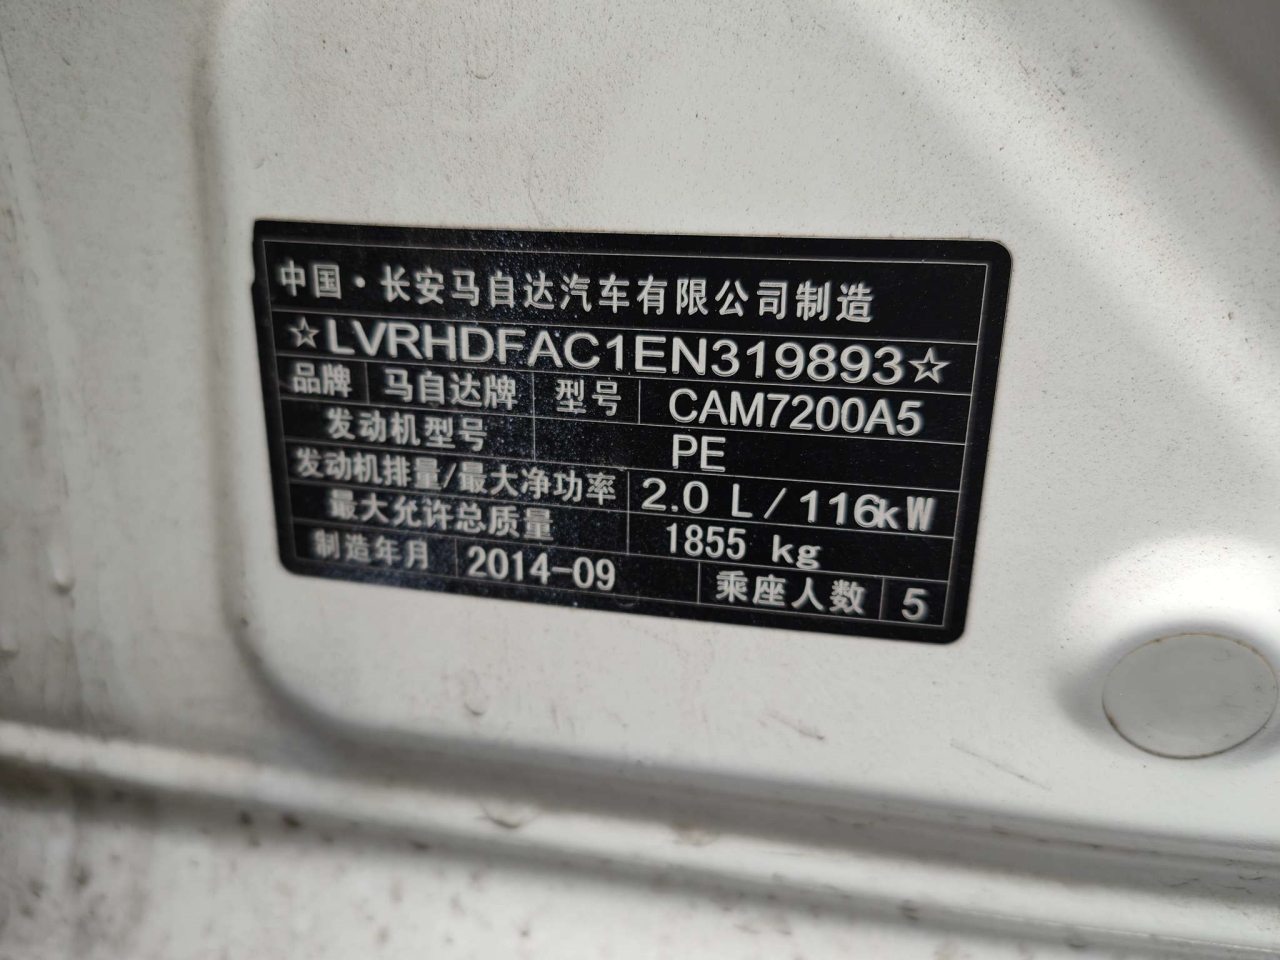 中国·长安马自达汽车有限公司制造
☆LVRHDFAC1EN319893☆
品牌 马自达牌 型号 CAM7200A5
发动机型号 PE
发动机排量/最大净功率 2.0 L/116kW
最大允许总质量 1855 kg
制造年月 2014-09 乘座人数 5